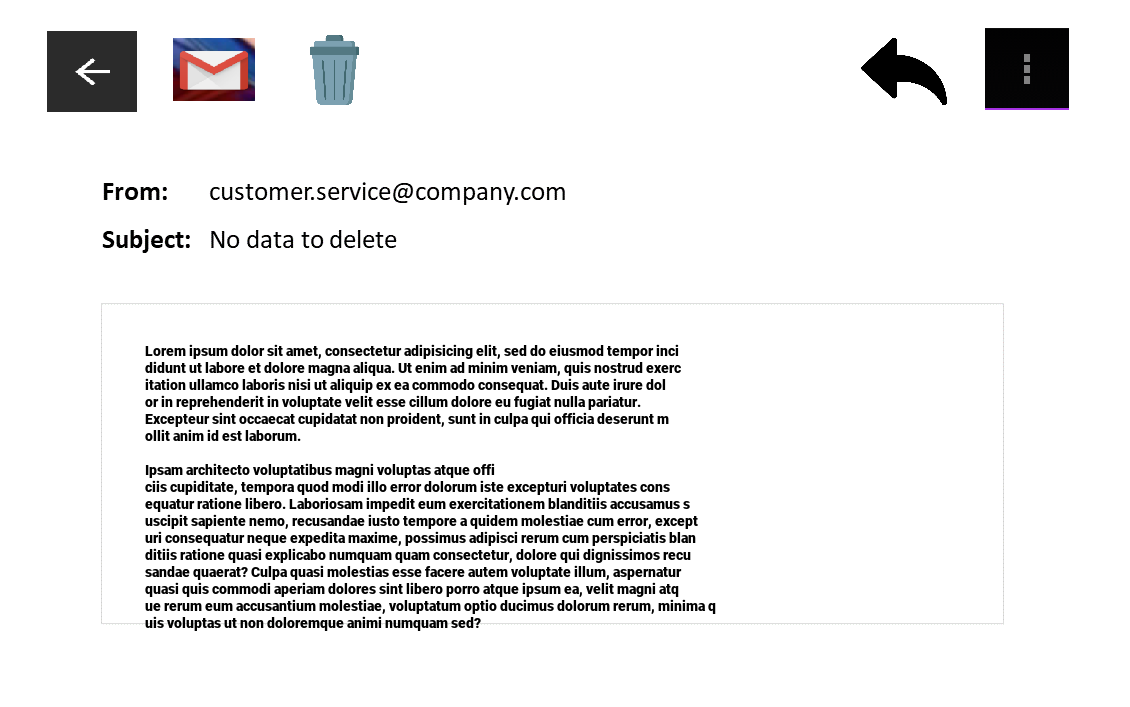 From: customer.service@company.com
Subject: No data to delete
Lorem ipsum dolor sit amet, consectetur adipisicing elit, sed do eiusmod tempor inci
didunt ut labore et dolore magna aliqua. Ut enim ad minim veniam, quis nostrud exerc
itation ullamco laboris nisi ut aliquip ex ea commodo consequat. Duis aute irure dol
or in reprehenderit in voluptate velit esse cillum dolore eu fugiat nulla pariatur.
Excepteur sint occaecat cupidatat non proident, sunt in culpa qui officia deserunt m
ollit anim id est laborum.
Ipsam architecto voluptatibus magni voluptas atque offi
ciis cupiditate, tempora quod modi illo error dolorum iste excepturi voluptates cons
equatur ratione libero. Laboriosam impedit eum exercitationem blanditiis accusamus s
uscipit sapiente nemo, recusandae iusto tempore a quidem molestiae cum error, except
uri consequatur neque expedita maxime, possimus adipisci rerum cum perspiciatis blan
ditiis ratione quasi explicabo numquam quam consectetur, dolore qui dignissimos recu
sandae quaerat? Culpa quasi molestias esse facere autem voluptate illum, aspernatur
quasi quis commodi aperiam dolores sint libero porro atque ipsum ea, velit magni atq
ue rerum eum accusantium molestiae, voluptatum optio ducimus dolorum rerum, minima q
uis voluptas ut non doloremque animi numquam sed?